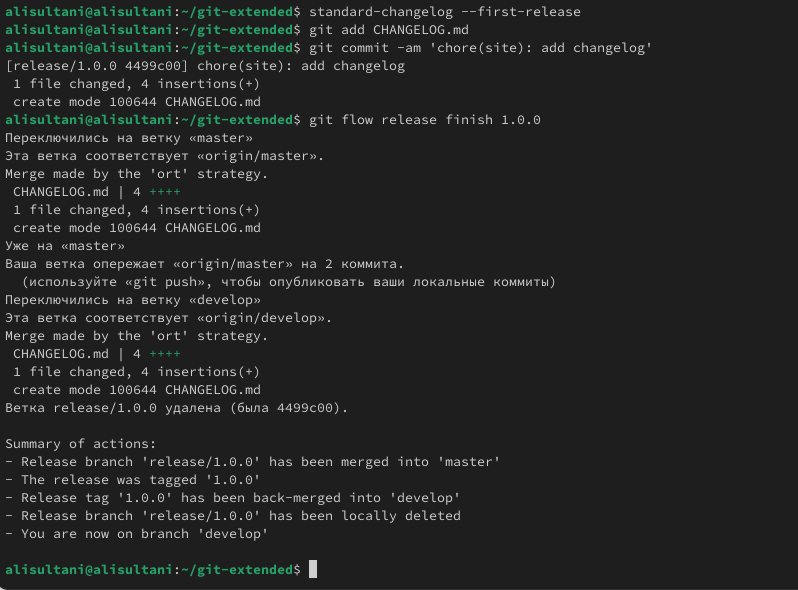 alisultani@alisultani:~/git-extended$ standard-changelog --first-release
alisultani@alisultani:~/git-extended$ git add CHANGELOG.md
alisultani@alisultani:~/git-extended$ git commit -am 'chore(site): add changelog'
[release/1.0.0 4499c00] chore(site): add changelog
 1 file changed, 4 insertions(+)
 create mode 100644 CHANGELOG.md
alisultani@alisultani:~/git-extended$ git flow release finish 1.0.0
Переключились на ветку «master»
Эта ветка соответствует «origin/master».
Merge made by the 'ort' strategy.
 CHANGELOG.md | 4 ++++
 1 file changed, 4 insertions(+)
 create mode 100644 CHANGELOG.md
Уже на «master»
Ваша ветка опережает «origin/master» на 2 коммита.
  (используйте «git push», чтобы опубликовать ваши локальные коммиты)
Переключились на ветку «develop»
Эта ветка соответствует «origin/develop».
Merge made by the 'ort' strategy.
 CHANGELOG.md | 4 ++++
 1 file changed, 4 insertions(+)
 create mode 100644 CHANGELOG.md
Ветка release/1.0.0 удалена (была 4499c00).

Summary of actions:
- Release branch 'release/1.0.0' has been merged into 'master'
- The release was tagged '1.0.0'
- Release tag '1.0.0' has been back-merged into 'develop'
- Release branch 'release/1.0.0' has been locally deleted
- You are now on branch 'develop'

alisultani@alisultani:~/git-extended$